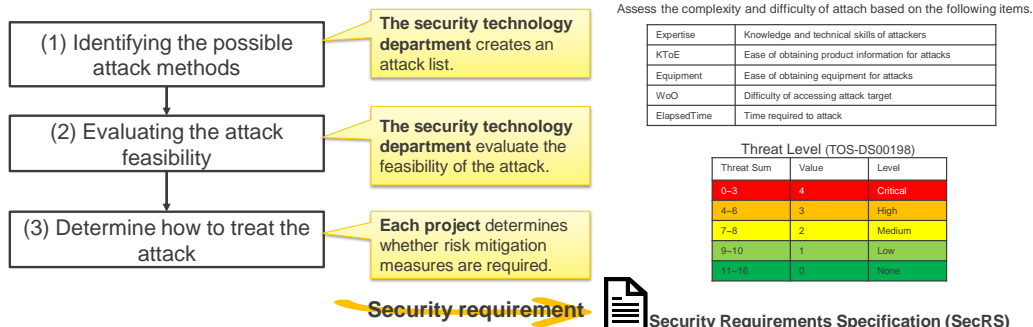 (1) Identifying the possible
attack methods
The security technology
department creates an
attack list.
(2) Evaluating the attack
feasibility
The security technology
department evaluate the
feasibility of the attack.
(3) Determine how to treat the
attack
Each project determines
whether risk mitigation
measures are required.
Security requirement
Assess the complexity and difficulty of attach based on the following items.
Expertise Knowledge and technical skills of attackers
KToE Ease of obtaining product information for attacks
Equipment Ease of obtaining equipment for attacks
WoO Difficulty of accessing attack target
ElapsedTime Time required to attack
Threat Level (TOS-DS00198)
Threat Sum Value Level
0~3 4 Critical
4~6 3 High
7~8 2 Medium
9~10 1 Low
11~16 0 None
Security Requirements Specification (SecRS)